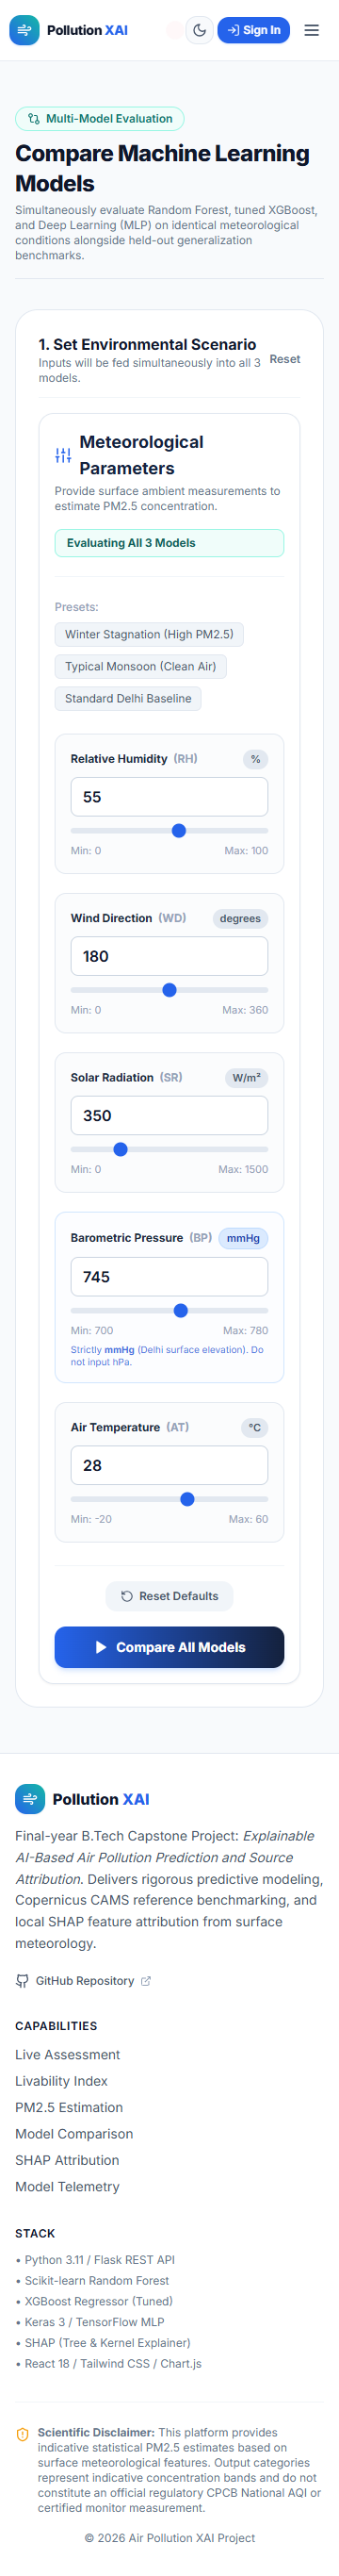 Pollution XAI
Sign In
Multi-Model Evaluation
Compare Machine Learning
Models
Simultaneously evaluate Random Forest, tuned XGBoost,
and Deep Learning (MLP) on identical meteorological
conditions alongside held-out generalization
benchmarks.
1. Set Environmental Scenario
Inputs will be fed simultaneously into all 3
models.
Reset
Meteorological
Parameters
Provide surface ambient measurements to
estimate PM2.5 concentration.
Evaluating All 3 Models
Presets:
Winter Stagnation (High PM2.5)
Typical Monsoon (Clean Air)
Standard Delhi Baseline
Relative Humidity (RH) %
55
Min: 0 Max: 100
Wind Direction (WD) degrees
180
Min: 0 Max: 360
Solar Radiation (SR) W/m²
350
Min: 0 Max: 1500
Barometric Pressure (BP) mmHg
745
Min: 700 Max: 780
Strictly mmHg (Delhi surface elevation). Do
not input hPa.
Air Temperature (AT) °C
28
Min: -20 Max: 60
Reset Defaults
Compare All Models
Pollution XAI
Final-year B.Tech Capstone Project: Explainable
AI-Based Air Pollution Prediction and Source
Attribution. Delivers rigorous predictive modeling,
Copernicus CAMS reference benchmarking, and
local SHAP feature attribution from surface
meteorology.
GitHub Repository
CAPABILITIES
Live Assessment
Livability Index
PM2.5 Estimation
Model Comparison
SHAP Attribution
Model Telemetry
STACK
• Python 3.11 / Flask REST API
• Scikit-learn Random Forest
• XGBoost Regressor (Tuned)
• Keras 3 / TensorFlow MLP
• SHAP (Tree & Kernel Explainer)
• React 18 / Tailwind CSS / Chart.js
Scientific Disclaimer: This platform provides
indicative statistical PM2.5 estimates based on
surface meteorological features. Output categories
represent indicative concentration bands and do not
constitute an official regulatory CPCB National AQI or
certified monitor measurement.
© 2026 Air Pollution XAI Project